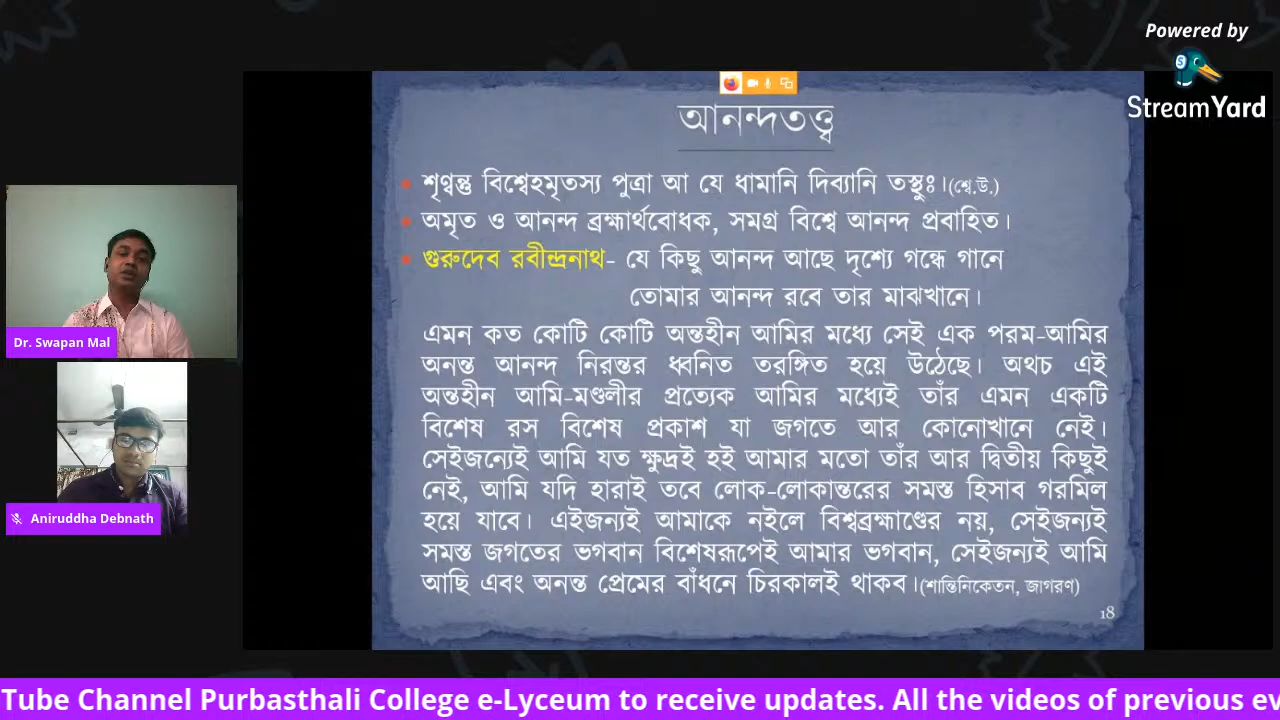 Powered by
StreamYard
আনন্দতত্ত্ব
শৃণ্বন্তু বিশ্বেহমৃতস্য পুত্রা আ যে ধামানি দিব্যানি তস্থুঃ।(শ্বে.উ.)
অমৃত ও আনন্দ ব্রহ্মার্থবোধক, সমগ্র বিশ্বে আনন্দ প্রবাহিত।
গুরুদেব রবীন্দ্রনাথ- যে কিছু আনন্দ আছে দৃশ্যে গন্ধে গানে
তোমার আনন্দ রবে তার মাঝখানে।
এমন কত কোটি কোটি অন্তহীন আমির মধ্যে সেই এক পরম-আমির
অনন্ত আনন্দ নিরন্তর ধ্বনিত তরঙ্গিত হয়ে উঠেছে। অথচ এই
অন্তহীন আমি-মণ্ডলীর প্রত্যেক আমির মধ্যেই তাঁর এমন একটি
বিশেষ রস বিশেষ প্রকাশ যা জগতে আর কোনোখানে নেই।
সেইজন্যেই আমি যত ক্ষুদ্রই হই আমার মতো তাঁর আর দ্বিতীয় কিছুই
নেই, আমি যদি হারাই তবে লোক-লোকান্তরের সমস্ত হিসাব গরমিল
হয়ে যাবে। এইজন্যই আমাকে নইলে বিশ্বব্রহ্মাণ্ডের নয়, সেইজন্যই
সমস্ত জগতের ভগবান বিশেষরূপেই আমার ভগবান, সেইজন্যই আমি
আছি এবং অনন্ত প্রেমের বাঁধনে চিরকালই থাকব।(শান্তিনিকেতন, জাগরণ)
18
Dr. Swapan Mal
Aniruddha Debnath
Tube Channel Purbasthali College e-Lyceum to receive updates. All the videos of previous ev